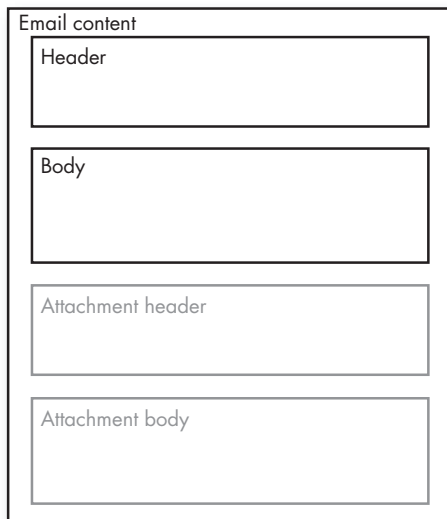 Email content
Header
Body
Attachment header
Attachment body